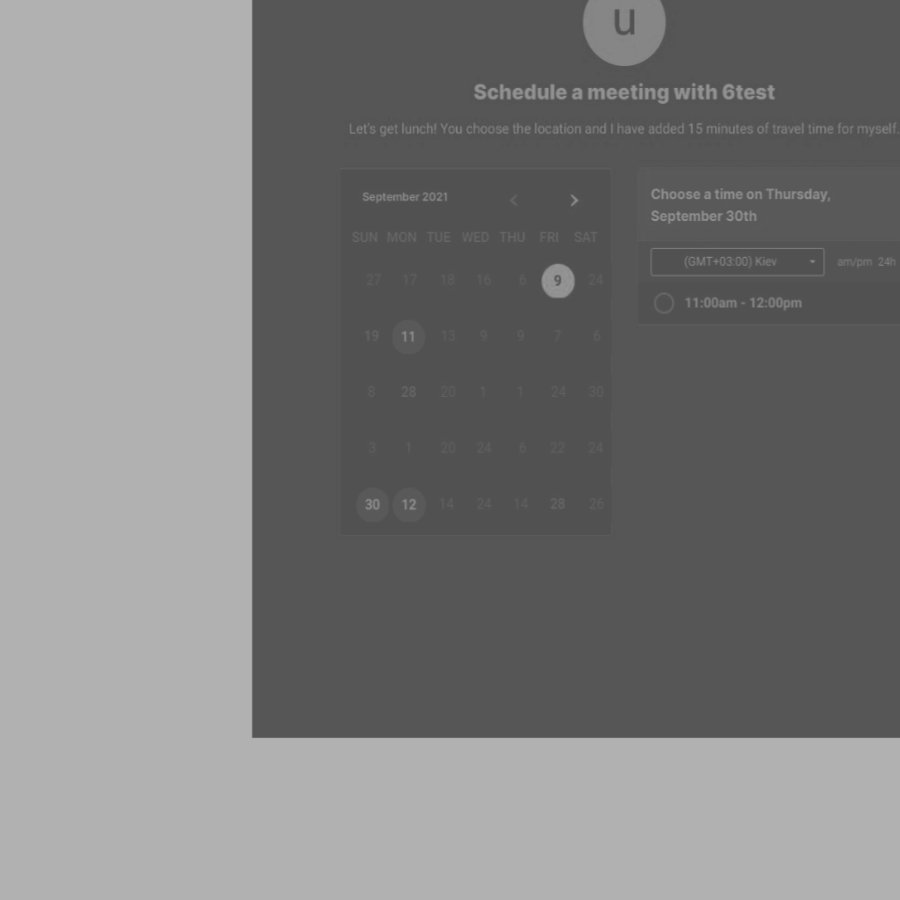 u
Schedule a meeting with 6test
Let's get lunch! You choose the location and I have added 15 minutes of travel time for myself.
September 2021
SUN MON TUE WED THU FRI SAT
27 17 18 16 6 9 24
19 11 13 9 9 7 6
8 28 20 1 1 24 30
3 1 20 24 6 22 24
30 12 14 24 14 28 26
Choose a time on Thursday,
September 30th
(GMT+03:00) Kiev am/pm 24h
11:00am - 12:00pm